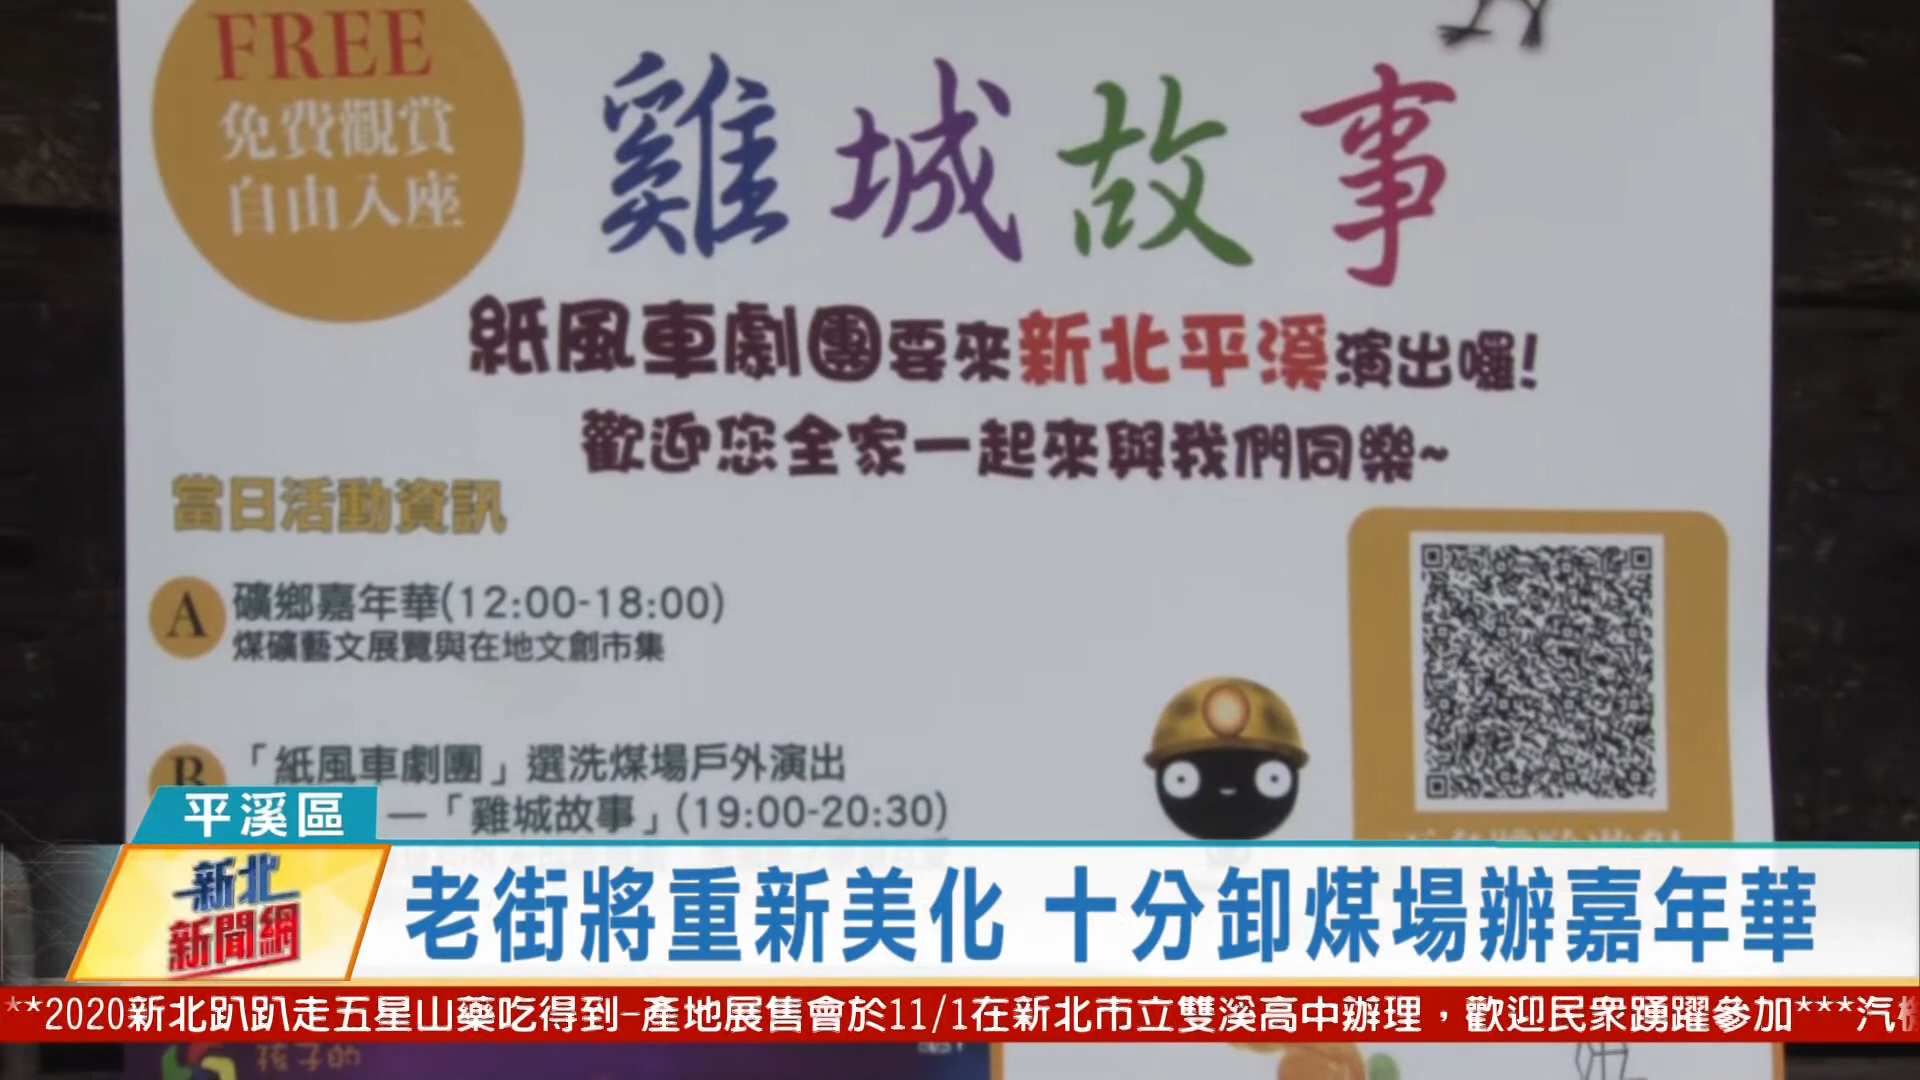 FREE
免費觀賞
自由入座
雞城故事
紙風車劇團要來新北平溪演出囉!
歡迎您全家一起來與我們同樂~
當日活動資訊
A 礦鄉嘉年華(12:00-18:00)
煤礦藝文展覽與在地文創市集
B 「紙風車劇團」選洗煤場戶外演出
—「雞城故事」(19:00-20:30)
平溪區
新北
新聞網
老街將重新美化 十分卸煤場辦嘉年華
**2020新北趴趴走五星山藥吃得到-產地展售會於11/1在新北市立雙溪高中辦理，歡迎民眾踴躍參加***汽機